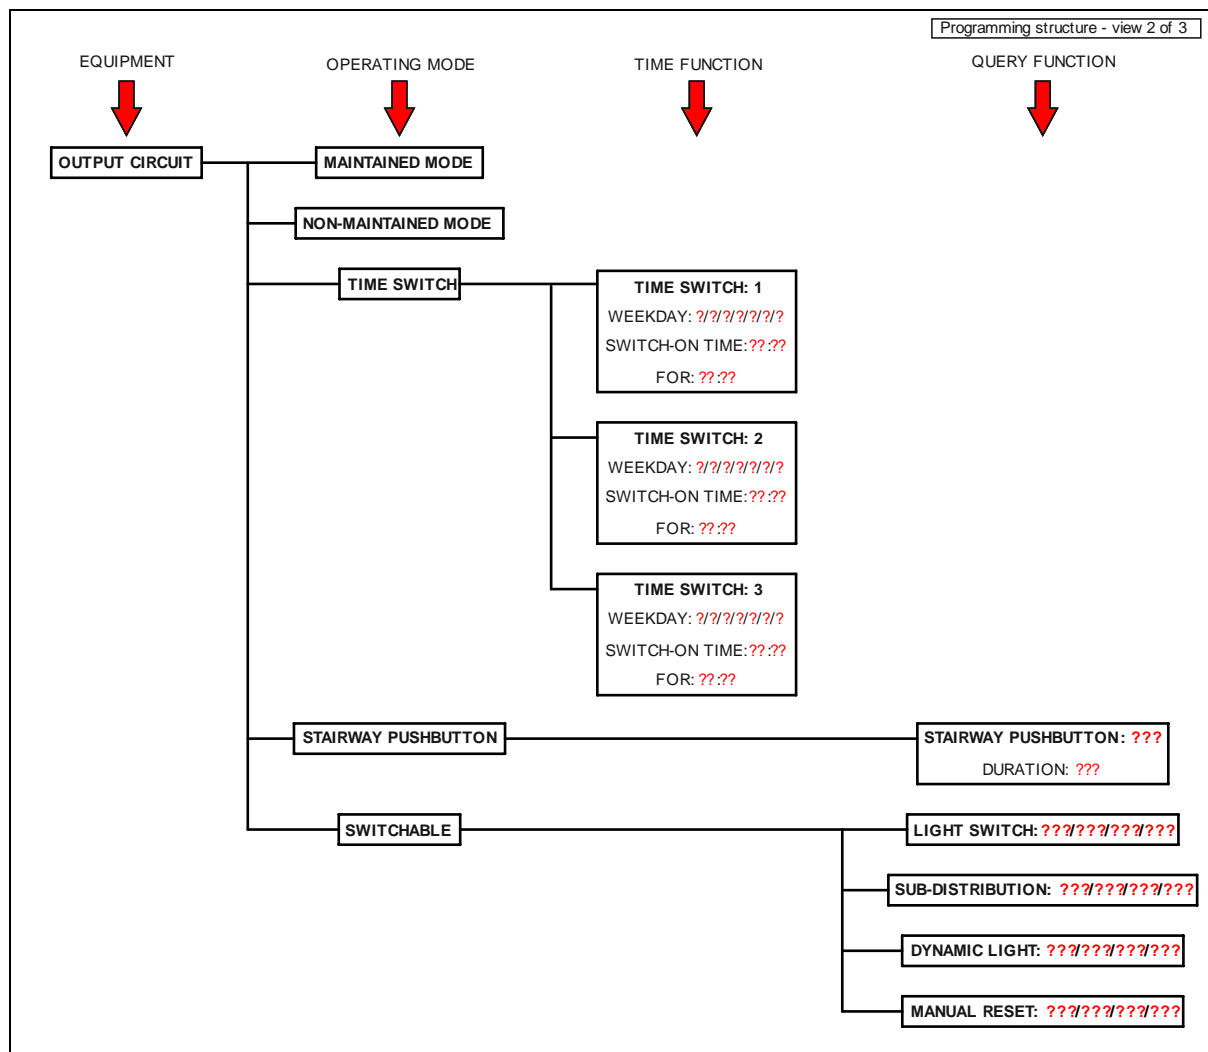 Programming structure - view 2 of 3
EQUIPMENT
OPERATING MODE
TIME FUNCTION
QUERY FUNCTION
OUTPUT CIRCUIT
MAINTAINED MODE
NON-MAINTAINED MODE
TIME SWITCH
TIME SWITCH: 1
WEEKDAY: ?/?/?/?/?/?/?
SWITCH-ON TIME:??:??
FOR: ??:??
TIME SWITCH: 2
WEEKDAY: ?/?/?/?/?/?/?
SWITCH-ON TIME:??:??
FOR: ??:??
TIME SWITCH: 3
WEEKDAY: ?/?/?/?/?/?/?
SWITCH-ON TIME:??:??
FOR: ??:??
STAIRWAY PUSHBUTTON
STAIRWAY PUSHBUTTON: ???
DURATION: ???
SWITCHABLE
LIGHT SWITCH: ???/???/???/???
SUB-DISTRIBUTION: ???/???/???/???
DYNAMIC LIGHT: ???/???/???/???
MANUAL RESET: ???/???/???/???